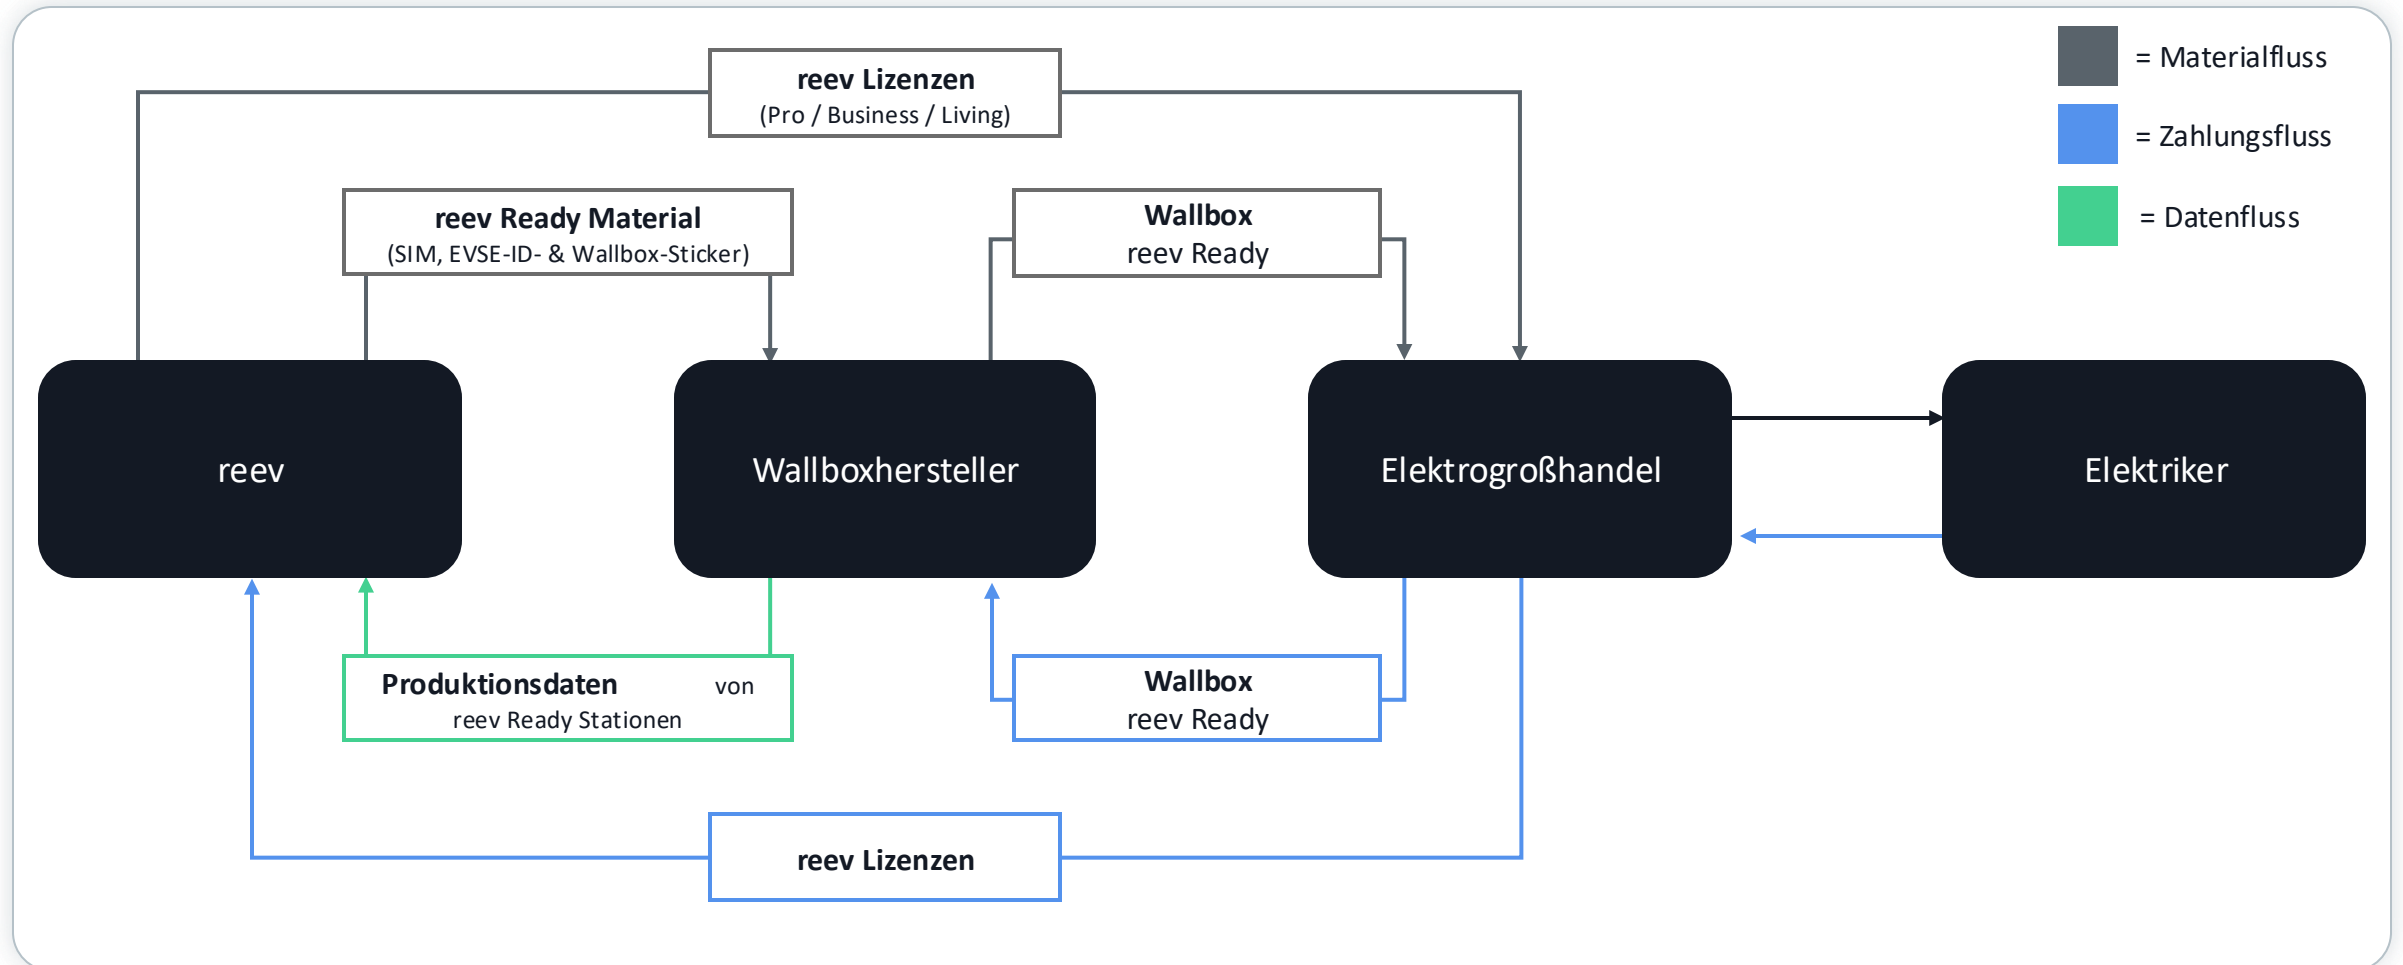 reev Lizenzen
(Pro / Business / Living)
= Materialfluss
= Zahlungsfluss
= Datenfluss
reev Ready Material
(SIM, EVSE-ID- & Wallbox-Sticker)
Wallbox
reev Ready
reev
Wallboxhersteller
Elektrogroßhandel
Elektriker
Produktionsdaten von
reev Ready Stationen
Wallbox
reev Ready
reev Lizenzen